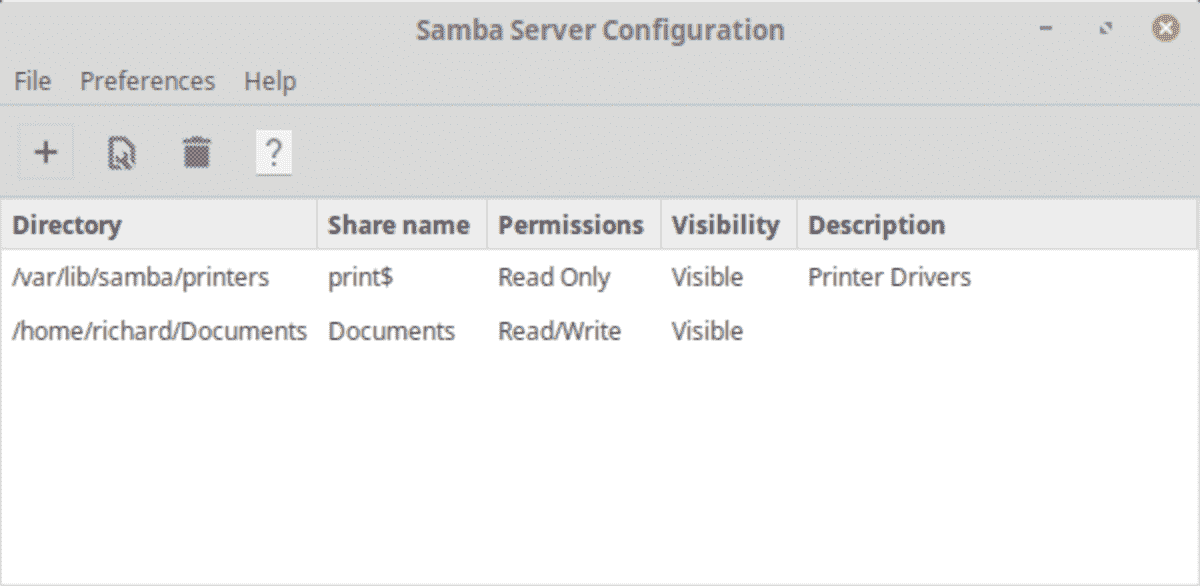 Samba Server Configuration
File Preferences Help
+ ?
Directory Share name Permissions Visibility Description
/var/lib/samba/printers print$ Read Only Visible Printer Drivers
/home/richard/Documents Documents Read/Write Visible